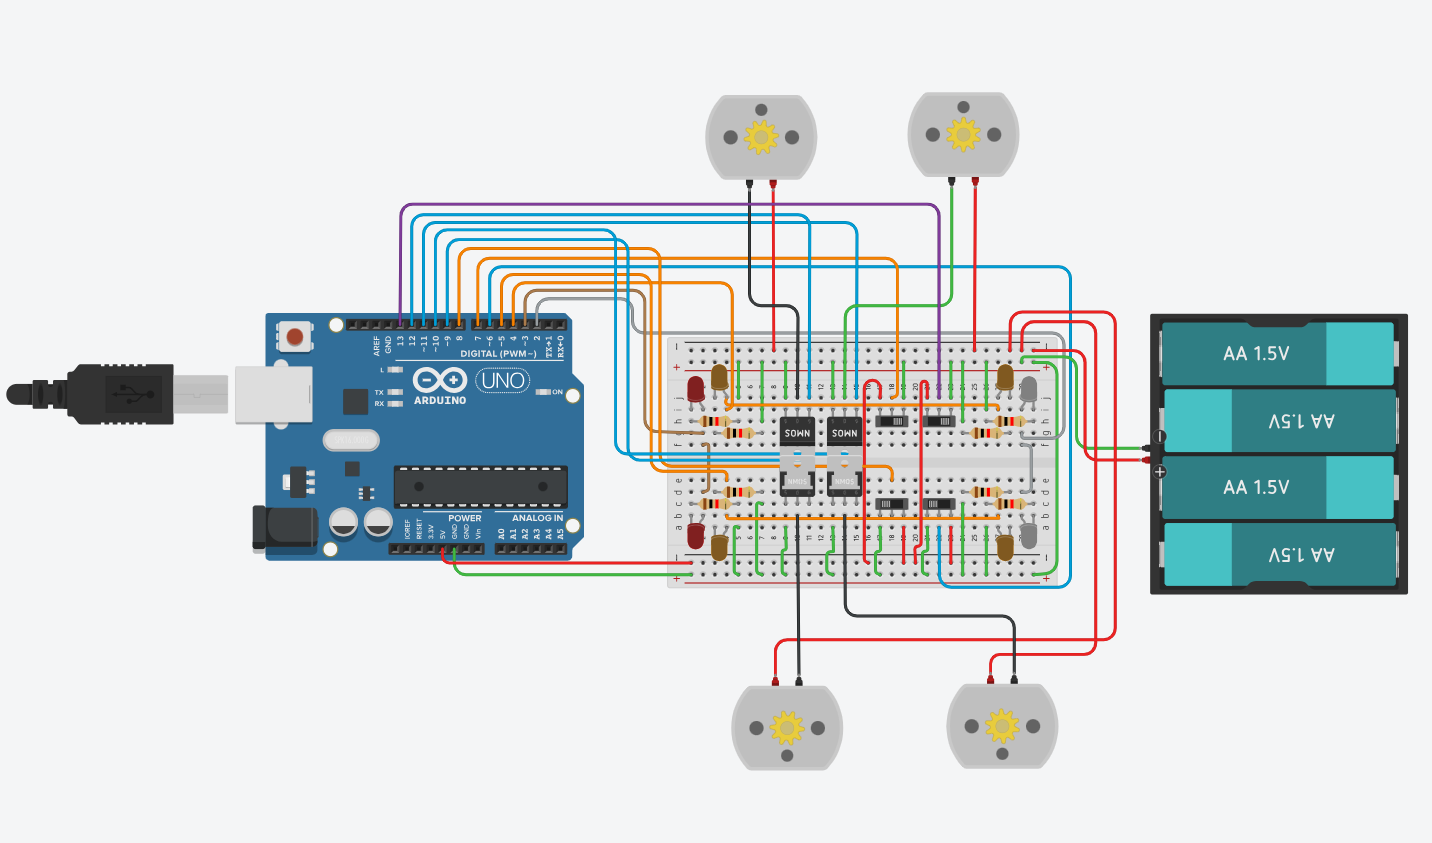 AREF
GND
13
12
~11
~10
~9
8
7
~6
~5
4
~3
2
TX→1
RX←0
DIGITAL (PWM ~)
L
TX
RX
UNO
ARDUINO
ON
POWER
ANALOG IN
IOREF
RESET
3.3V
5V
GND
GND
Vin
A0
A1
A2
A3
A4
A5
NMOS
NMOS
NMOS
NMOS
AA 1.5V
AA 1.5V
AA 1.5V
AA 1.5V